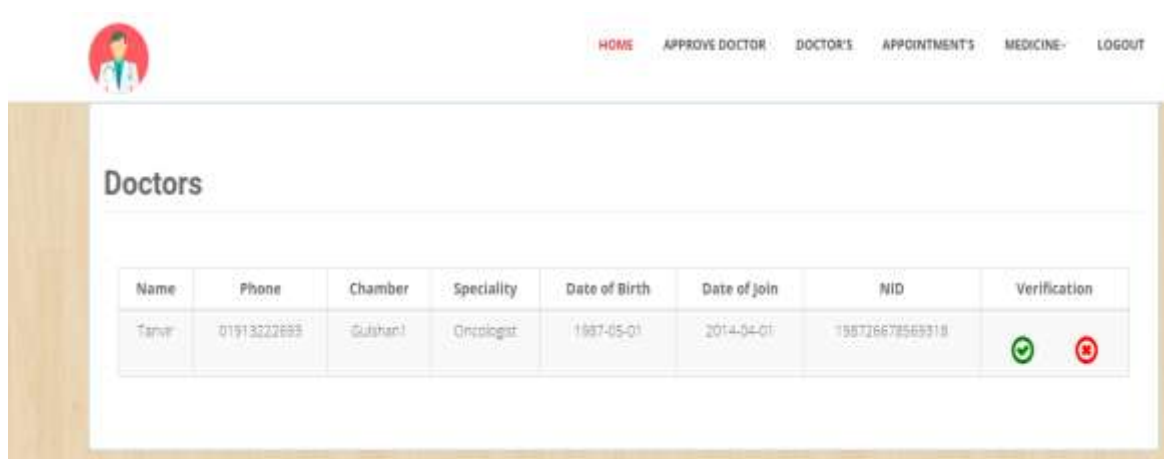 HOME APPROVE DOCTOR DOCTOR'S APPOINTMENT'S MEDICINE- LOGOUT
Doctors
Name Phone Chamber Speciality Date of Birth Date of Join NID Verification
Tanvir 01913222693 Gulshan1 Oncologist 1987-05-01 2014-04-01